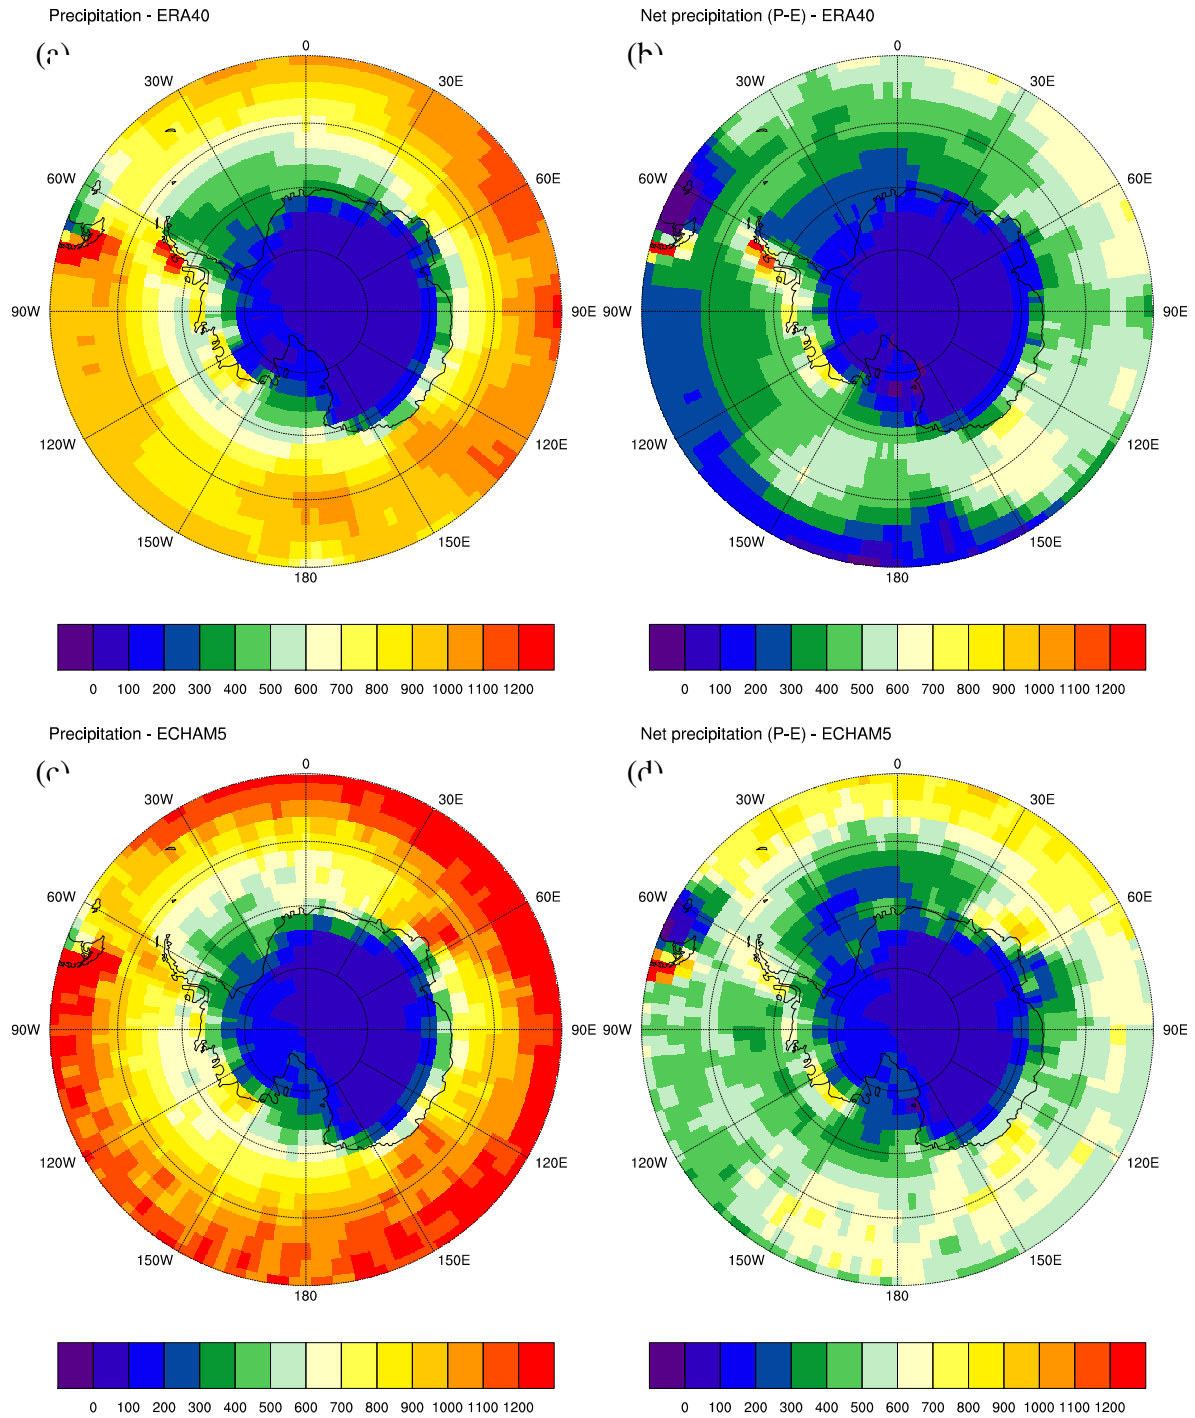 Precipitation - ERA40
Net precipitation (P-E) - ERA40
(a)
(b)
0
30E
60E
90E
120E
150E
180
150W
120W
90W
60W
30W
0
30E
60E
90E
120E
150E
180
150W
120W
90W
60W
30W
0 100 200 300 400 500 600 700 800 900 1000 1100 1200
0 100 200 300 400 500 600 700 800 900 1000 1100 1200
Precipitation - ECHAM5
Net precipitation (P-E) - ECHAM5
(c)
(d)
0
30E
60E
90E
120E
150E
180
150W
120W
90W
60W
30W
0
30E
60E
90E
120E
150E
180
150W
120W
90W
60W
30W
0 100 200 300 400 500 600 700 800 900 1000 1100 1200
0 100 200 300 400 500 600 700 800 900 1000 1100 1200